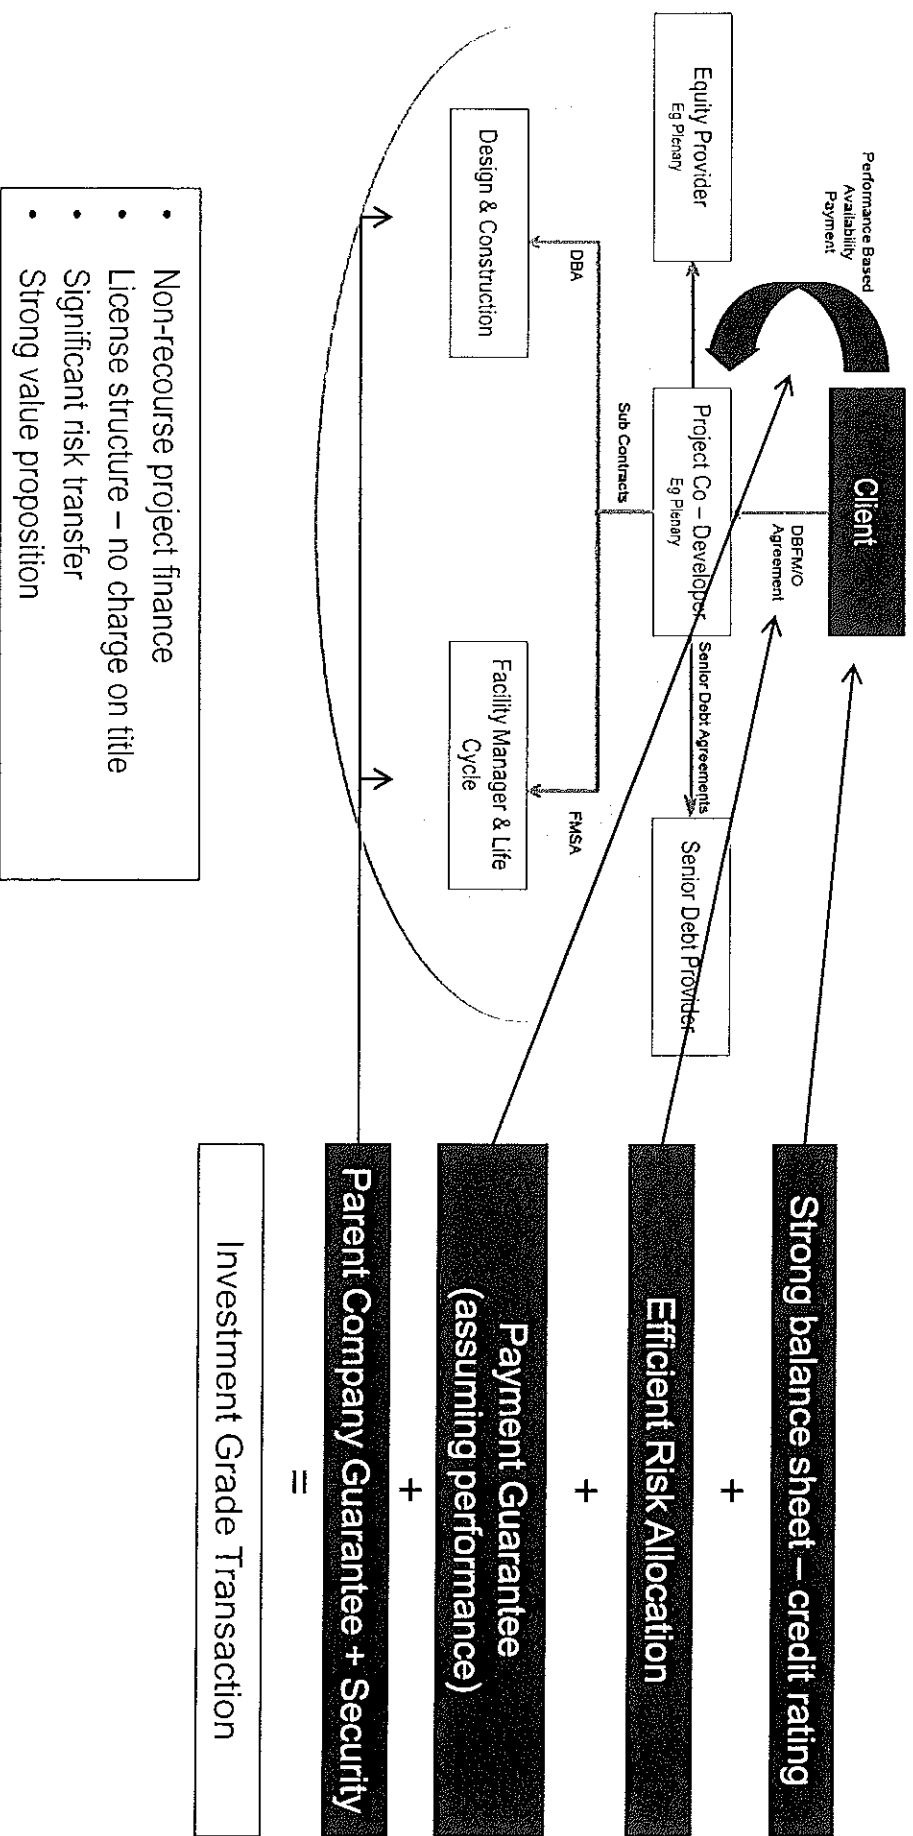 Client
Performance Based
Availability
Payment
DBFM/O
Agreement
Equity Provider
Eg Plenary
Project Co – Developer
Eg Plenary
Senior Debt Agreements
Senior Debt Provider
Sub Contracts
DBA
FMSA
Design & Construction
Facility Manager & Life
Cycle
• Non-recourse project finance
• License structure – no charge on title
• Significant risk transfer
• Strong value proposition
Strong balance sheet – credit rating
+
Efficient Risk Allocation
+
Payment Guarantee
(assuming performance)
+
Parent Company Guarantee + Security
=
Investment Grade Transaction